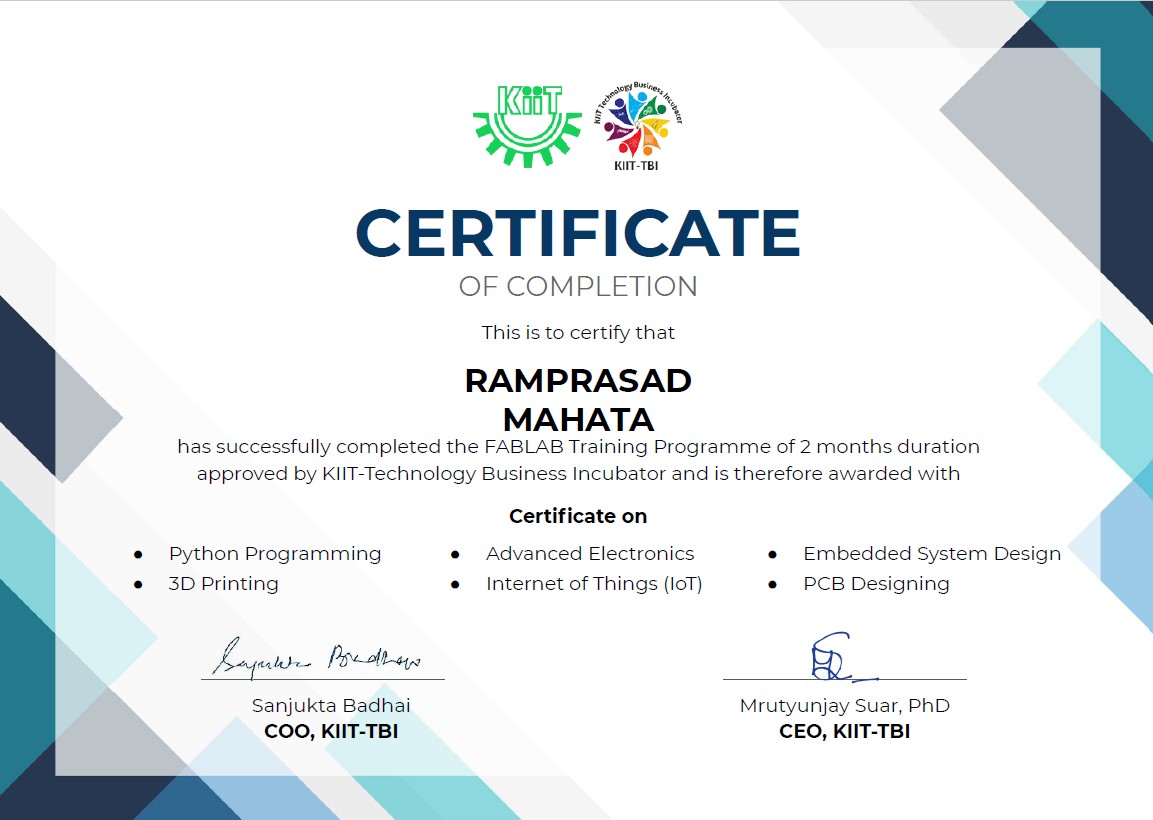 KiiT
KiiT Technology Business Incubator
KIIT-TBI
CERTIFICATE
OF COMPLETION
This is to certify that
RAMPRASAD
MAHATA
has successfully completed the FABLAB Training Programme of 2 months duration
approved by KIIT-Technology Business Incubator and is therefore awarded with
Certificate on
● Python Programming ● Advanced Electronics ● Embedded System Design
● 3D Printing ● Internet of Things (IoT) ● PCB Designing
Sanjukta Badhai Mrutyunjay Suar, PhD
COO, KIIT-TBI CEO, KIIT-TBI